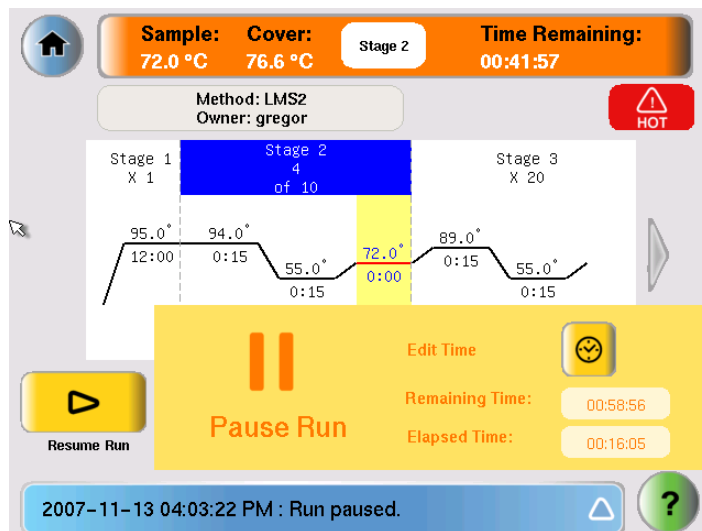 Sample: Cover: Stage 2 Time Remaining:
72.0 °C 76.6 °C 00:41:57
Method: LMS2
Owner: gregor
HOT
Stage 1 Stage 2 Stage 3
X 1 4 X 20
of 10
95.0° 94.0° 72.0° 89.0°
12:00 0:15 55.0° 0:00 0:15 55.0°
0:15 0:15
Edit Time
Pause Run
Remaining Time: 00:58:56
Elapsed Time: 00:16:05
Resume Run
2007-11-13 04:03:22 PM : Run paused.
?